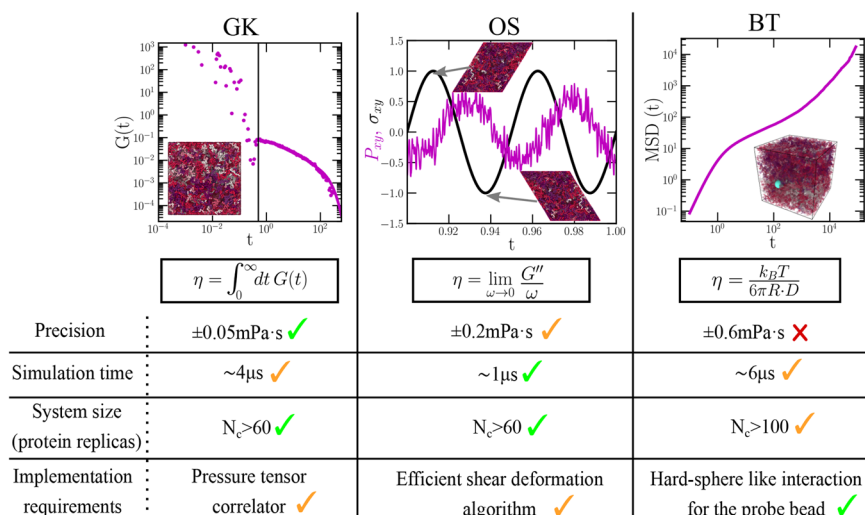 GK
OS
BT
10³
10²
10¹
10⁰
10⁻¹
10⁻²
10⁻³
10⁻⁴
G(t)
10⁻⁴
10⁻²
10⁰
10²
t
1.5
1.0
0.5
0.0
−0.5
−1.0
−1.5
P_xy, σ_xy
0.92
0.94
0.96
0.98
1.00
t
10⁴
10³
10²
10¹
10⁰
10⁻¹
MSD (t)
10⁰
10²
10⁴
t
η = ∫₀^∞ dt G(t)
η = lim ω→0 G''/ω
η = k_BT/6πR·D
Precision
±0.05mPa·s ✓
±0.2mPa·s ✓
±0.6mPa·s ✗
Simulation time
~4μs ✓
~1μs ✓
~6μs ✓
System size
(protein replicas)
N_c>60 ✓
N_c>60 ✓
N_c>100 ✓
Implementation
requirements
Pressure tensor
correlator ✓
Efficient shear deformation
algorithm ✓
Hard-sphere like interaction
for the probe bead ✓